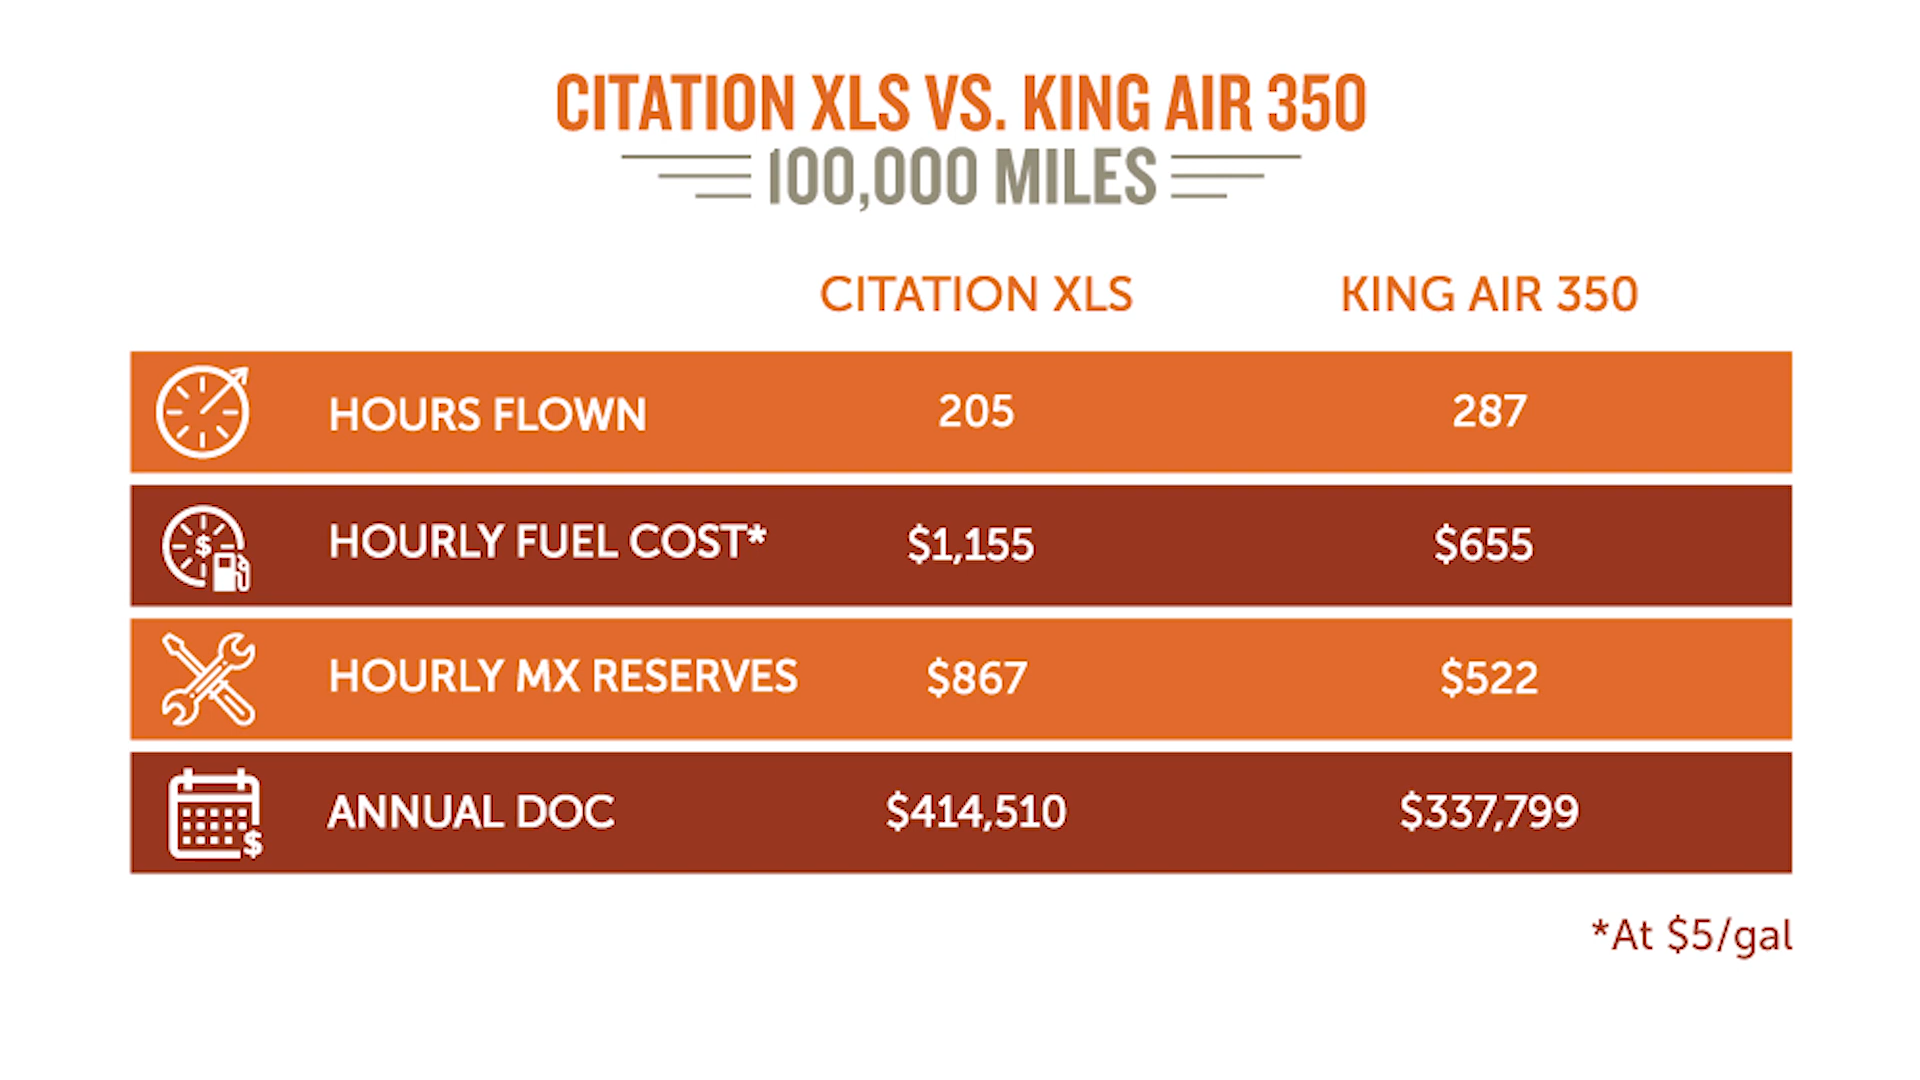 CITATION XLS VS. KING AIR 350
100,000 MILES
CITATION XLS KING AIR 350
HOURS FLOWN 205 287
HOURLY FUEL COST* $1,155 $655
HOURLY MX RESERVES $867 $522
ANNUAL DOC $414,510 $337,799
*At $5/gal